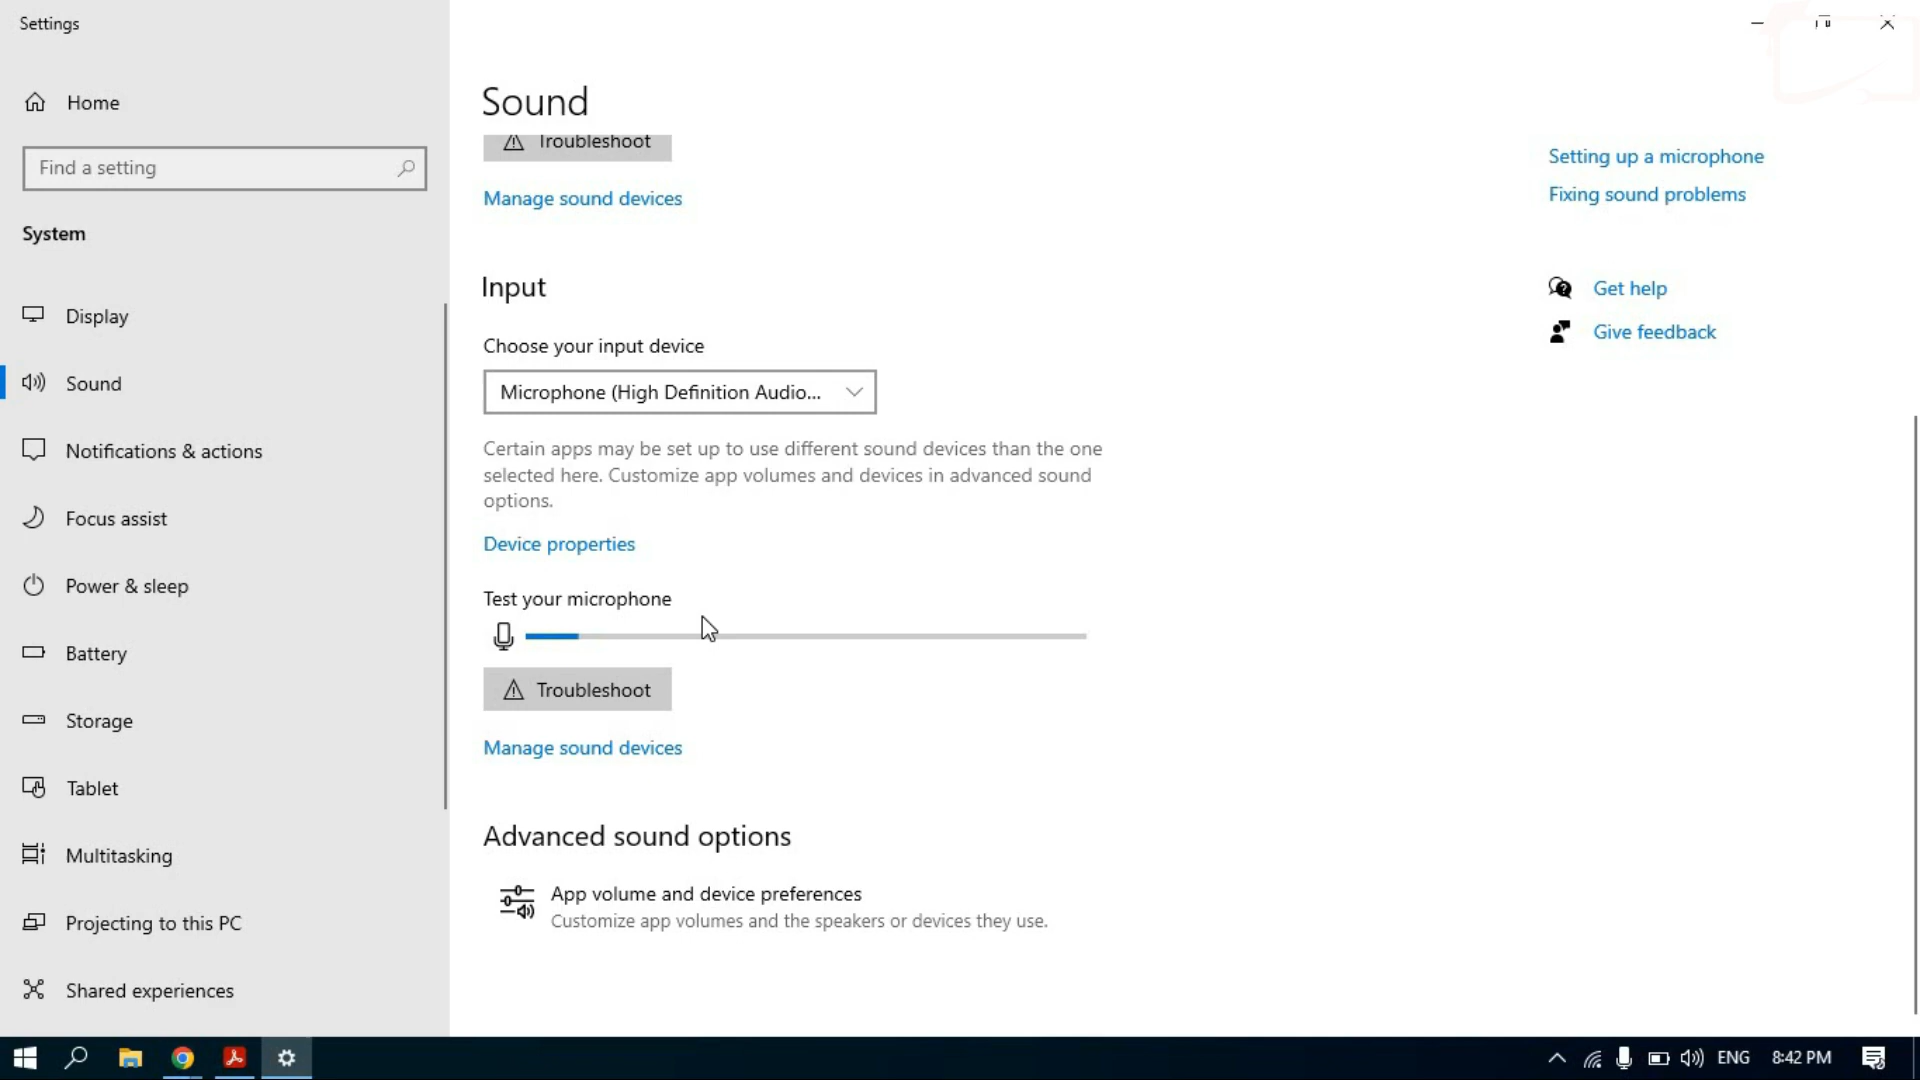 Settings
Home
Find a setting
System
Display
Sound
Notifications & actions
Focus assist
Power & sleep
Battery
Storage
Tablet
Multitasking
Projecting to this PC
Shared experiences
Sound
Troubleshoot
Manage sound devices
Input
Choose your input device
Microphone (High Definition Audio...
Certain apps may be set up to use different sound devices than the one
selected here. Customize app volumes and devices in advanced sound
options.
Device properties
Test your microphone
Troubleshoot
Manage sound devices
Advanced sound options
App volume and device preferences
Customize app volumes and the speakers or devices they use.
Setting up a microphone
Fixing sound problems
Get help
Give feedback
ENG
8:42 PM